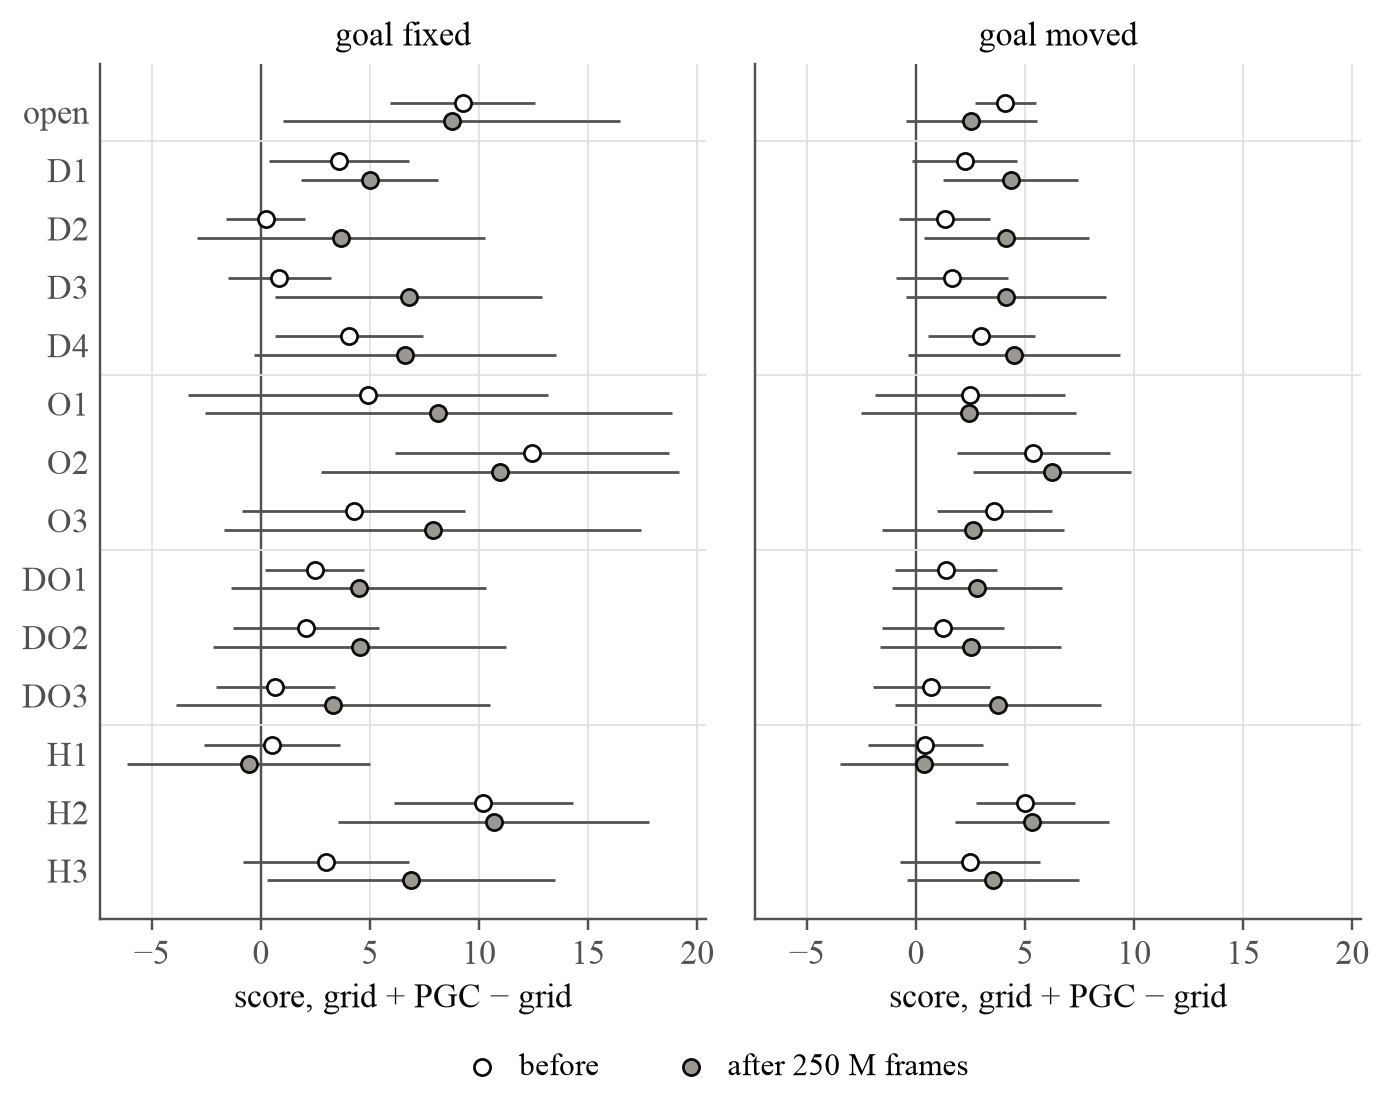 goal fixed goal moved
open
D1
D2
D3
D4
O1
O2
O3
DO1
DO2
DO3
H1
H2
H3
−5 0 5 10 15 20 −5 0 5 10 15 20
score, grid + PGC − grid score, grid + PGC − grid
before after 250 M frames